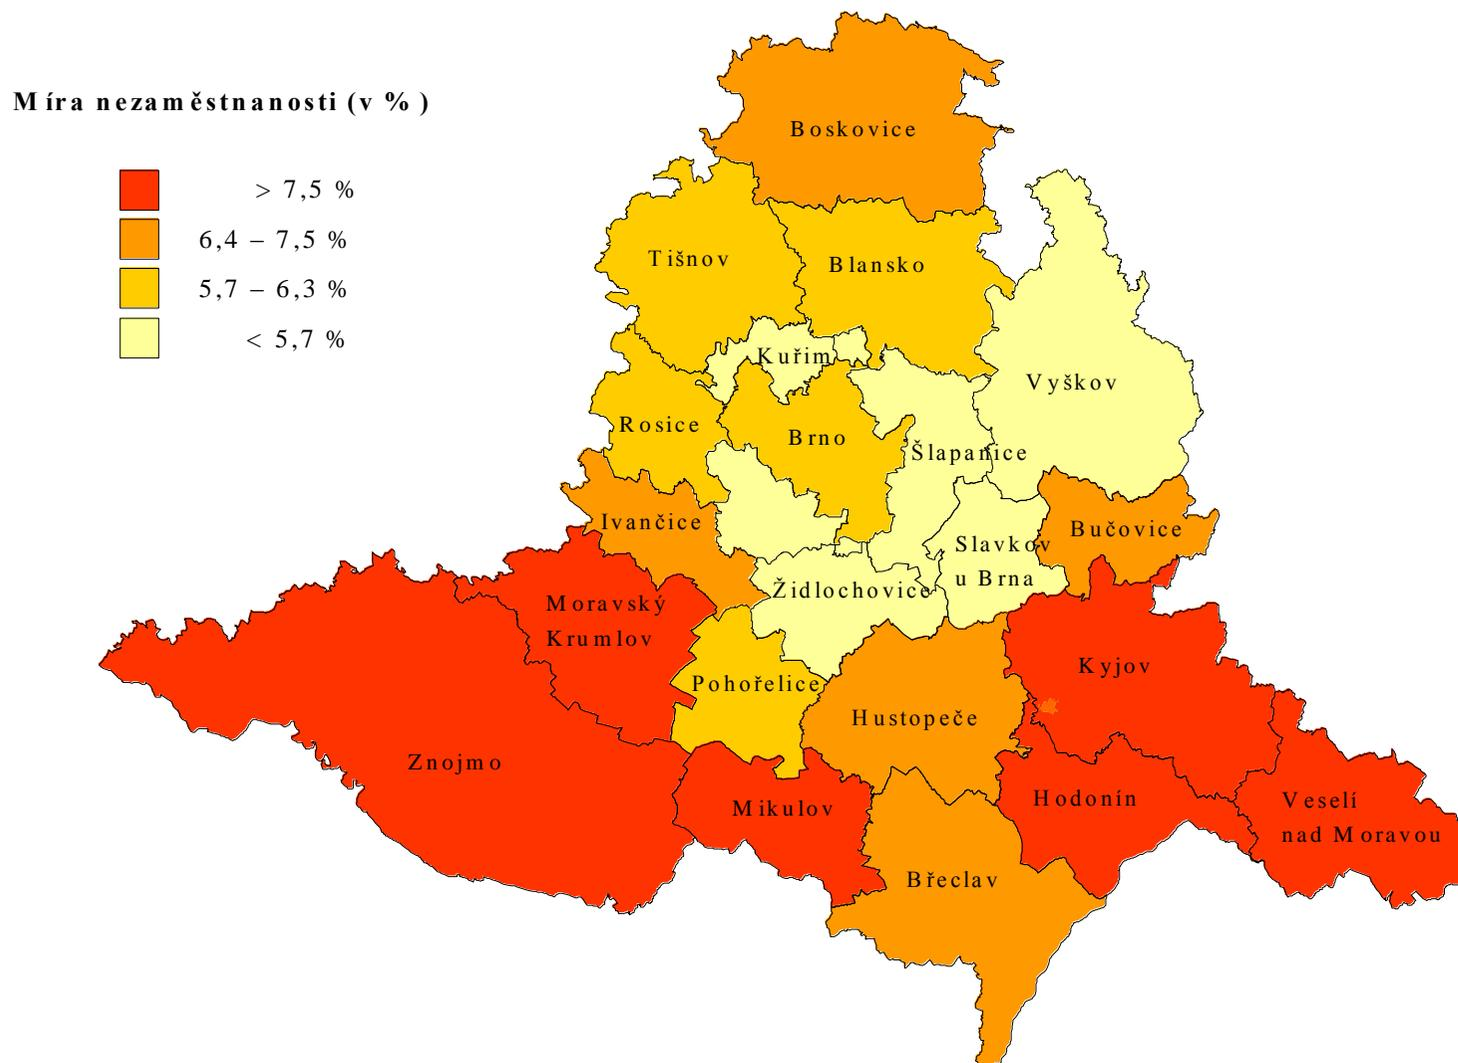 Míra nezaměstnanosti (v %)
> 7,5 %
6,4 – 7,5 %
5,7 – 6,3 %
< 5,7 %
Boskovice
Tišnov
Blansko
Kuřim
Vyškov
Rosice
Brno
Šlapanice
Ivančice
Bučovice
Slavkov
u Brna
Židlochovice
Moravský
Krumlov
Kyjov
Pohořelice
Hustopeče
Znojmo
Mikulov
Hodonín
Veselí
nad Moravou
Břeclav